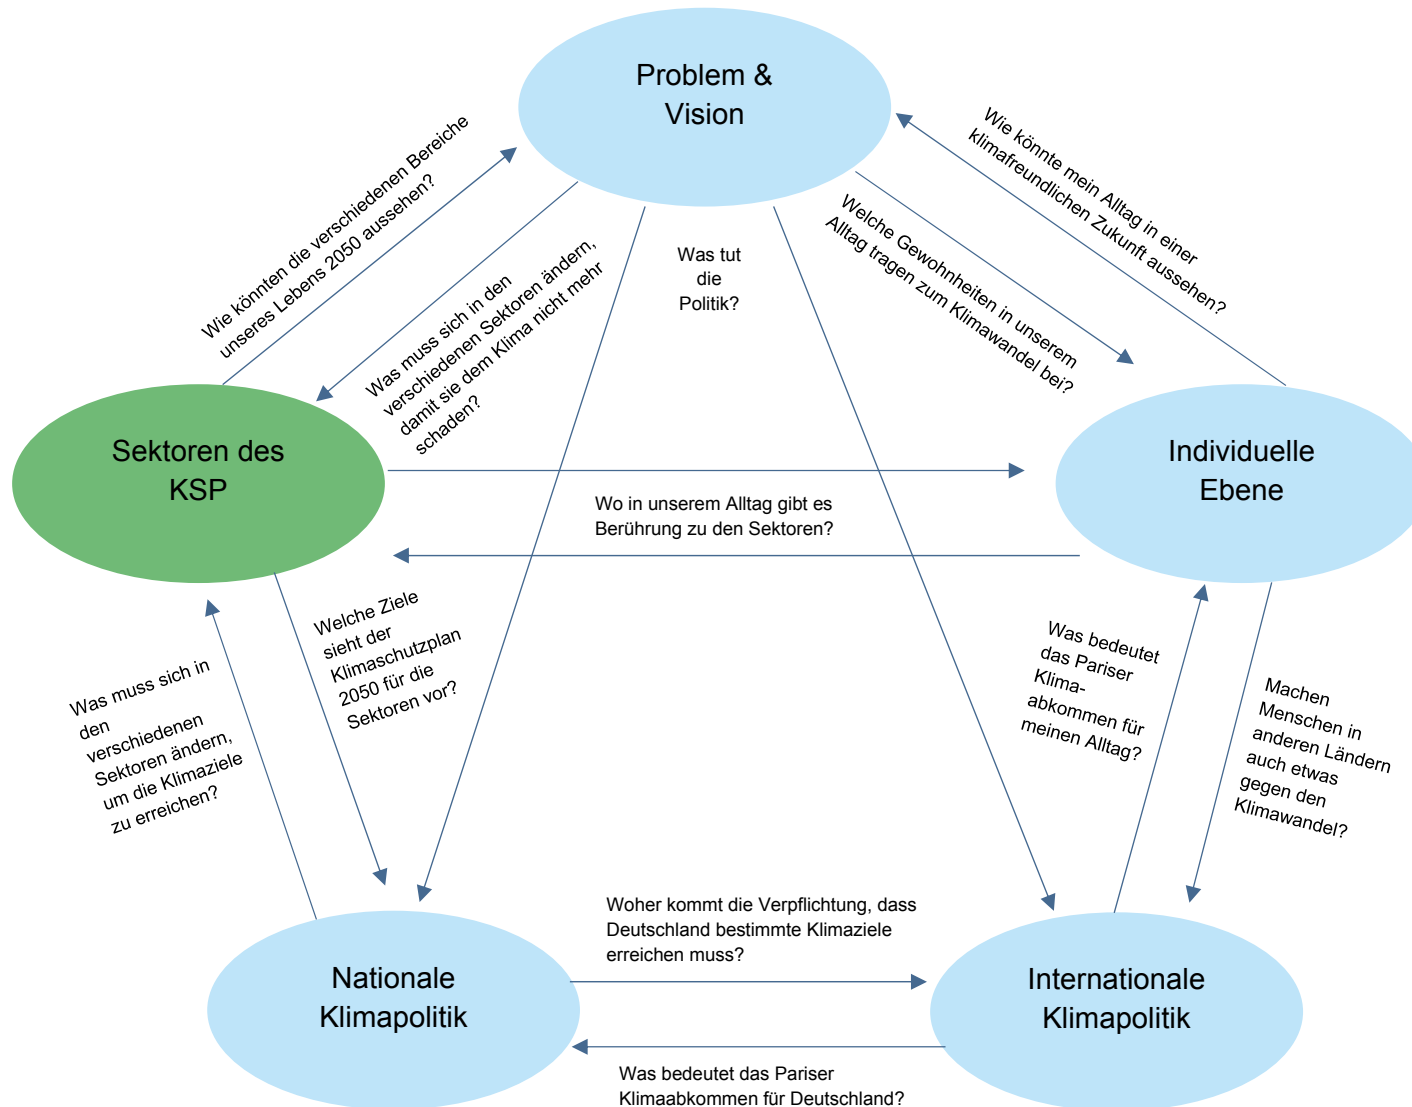 Problem &
Vision
Wie könnten die verschiedenen Bereiche
unseres Lebens 2050 aussehen?
Was muss sich in den
verschiedenen Sektoren ändern,
damit sie dem Klima nicht mehr
schaden?
Was tut
die
Politik?
Welche Gewohnheiten in unserem
Alltag tragen zum Klimawandel bei?
Wie könnte mein Alltag in einer
klimafreundlichen Zukunft aussehen?
Sektoren des
KSP
Individuelle
Ebene
Wo in unserem Alltag gibt es
Berührung zu den Sektoren?
Was muss sich in
den
verschiedenen
Sektoren ändern,
um die Klimaziele
zu erreichen?
Welche Ziele
sieht der
Klimaschutzplan
2050 für die
Sektoren vor?
Was bedeutet
das Pariser
Klima-
abkommen für
meinen Alltag?
Machen
Menschen in
anderen Ländern
auch etwas
gegen den
Klimawandel?
Woher kommt die Verpflichtung, dass
Deutschland bestimmte Klimaziele
erreichen muss?
Nationale
Klimapolitik
Internationale
Klimapolitik
Was bedeutet das Pariser
Klimaabkommen für Deutschland?